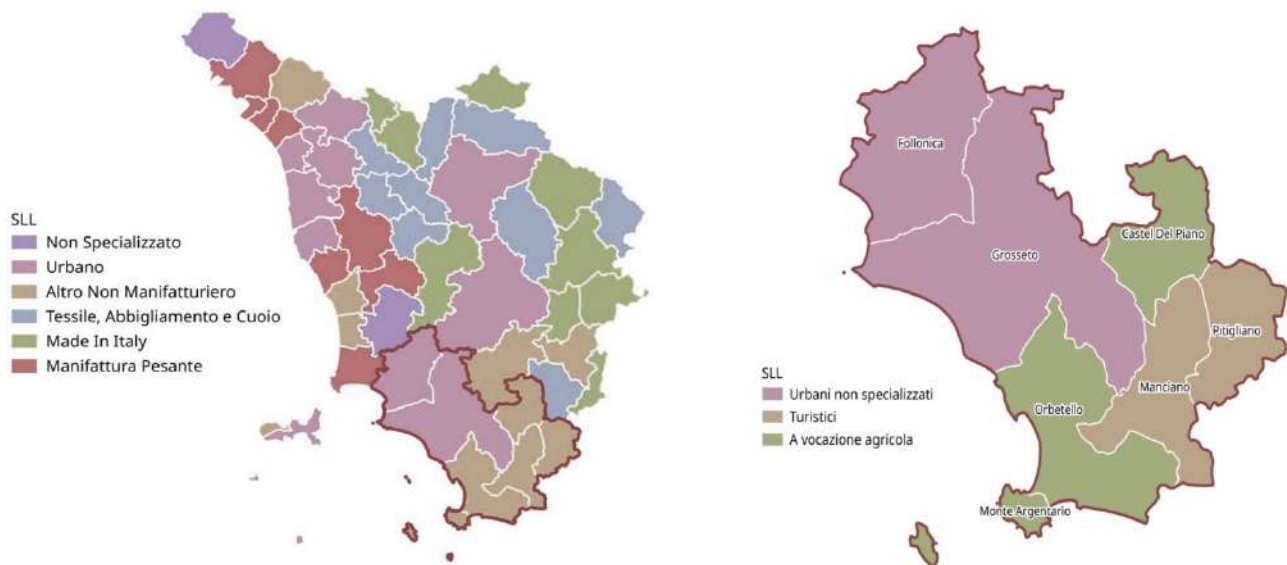 SLL
Non Specializzato
Urbano
Altro Non Manifatturiero
Tessile, Abbigliamento e Cuoio
Made In Italy
Manifattura Pesante
Follonica
Castel Del Piano
Grosseto
Pitigliano
Manciano
Orbetello
Monte Argentario
SLL
Urbani non specializzati
Turistici
A vocazione agricola